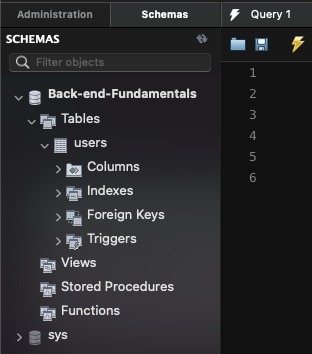 Administration Schemas Query 1
SCHEMAS
Filter objects
Back-end-Fundamentals
Tables
users
Columns
Indexes
Foreign Keys
Triggers
Views
Stored Procedures
Functions
sys
1
2
3
4
5
6